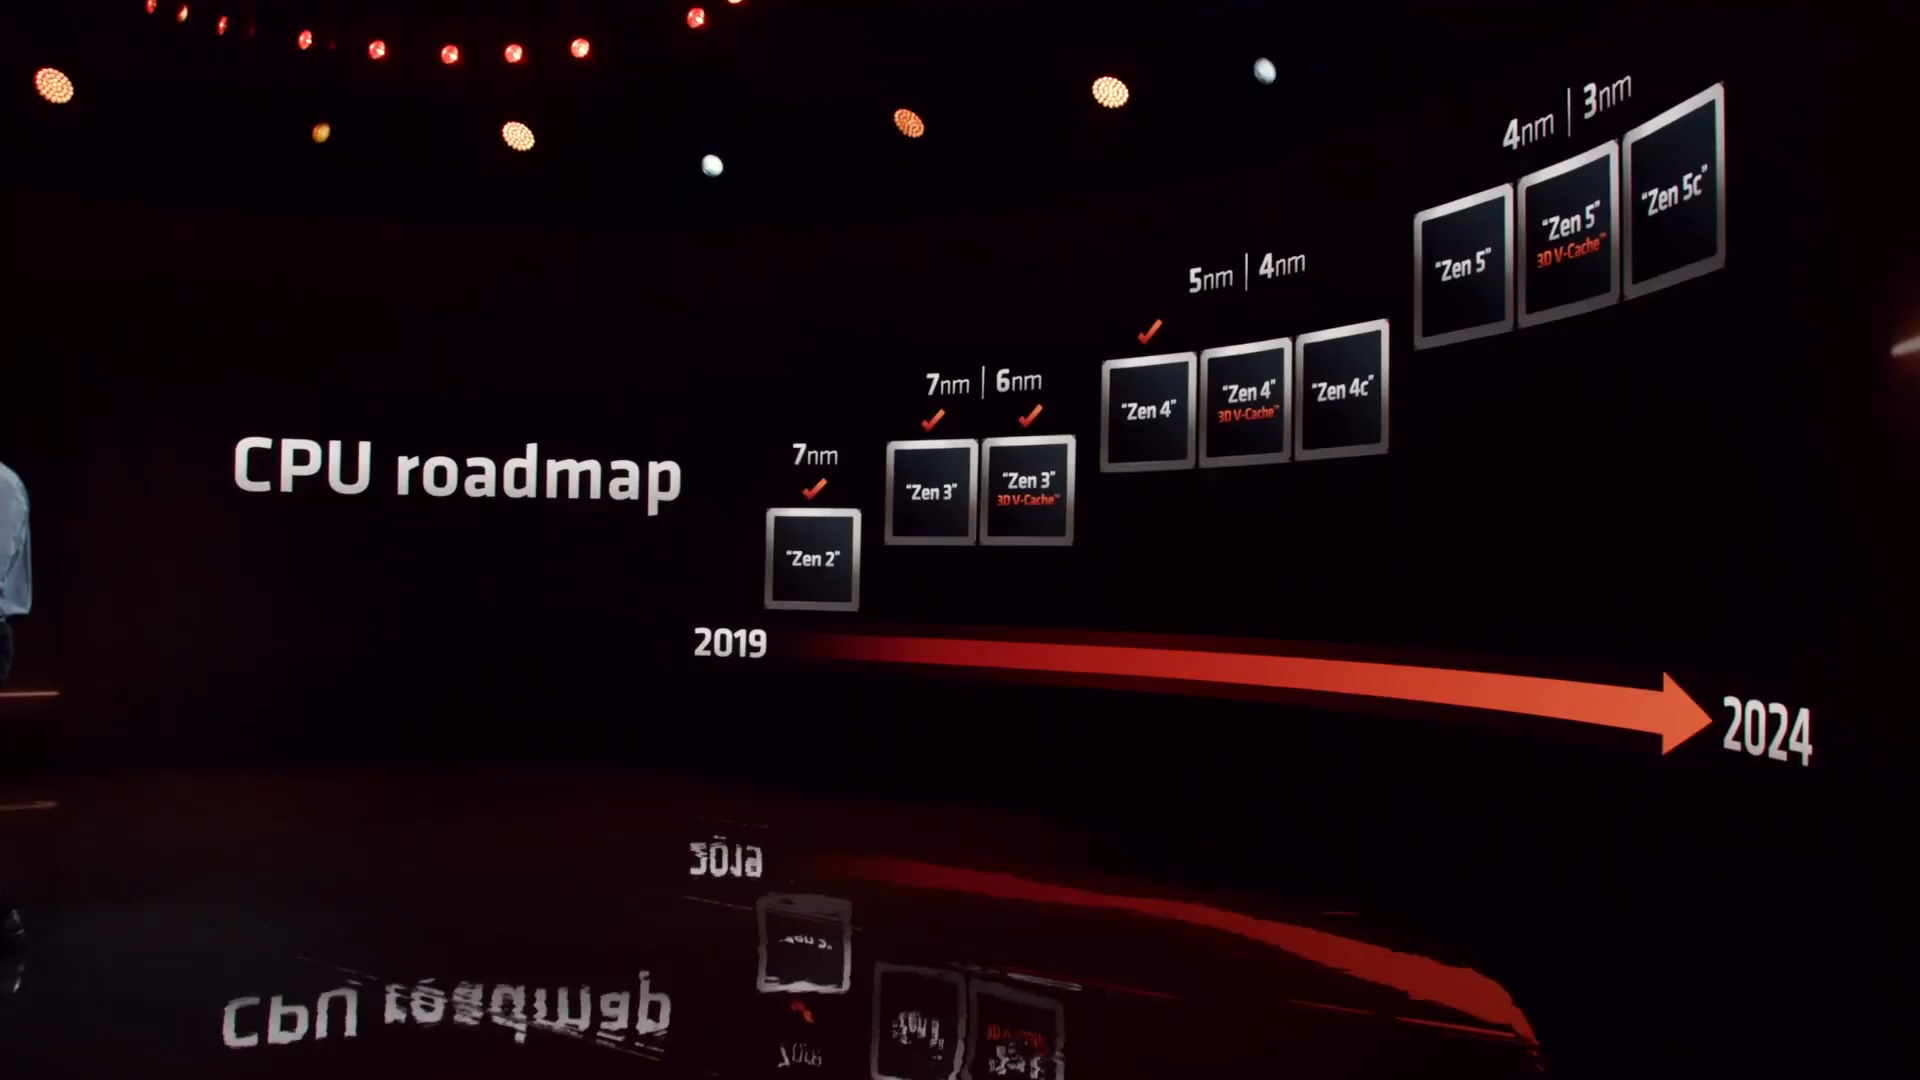 4nm | 3nm
"Zen 5"
"Zen 5"
3D V-Cache™
"Zen 5c"
5nm | 4nm
"Zen 4"
"Zen 4"
3D V-Cache™
"Zen 4c"
7nm | 6nm
"Zen 3"
"Zen 3"
3D V-Cache™
7nm
"Zen 2"
CPU roadmap
2019
2024